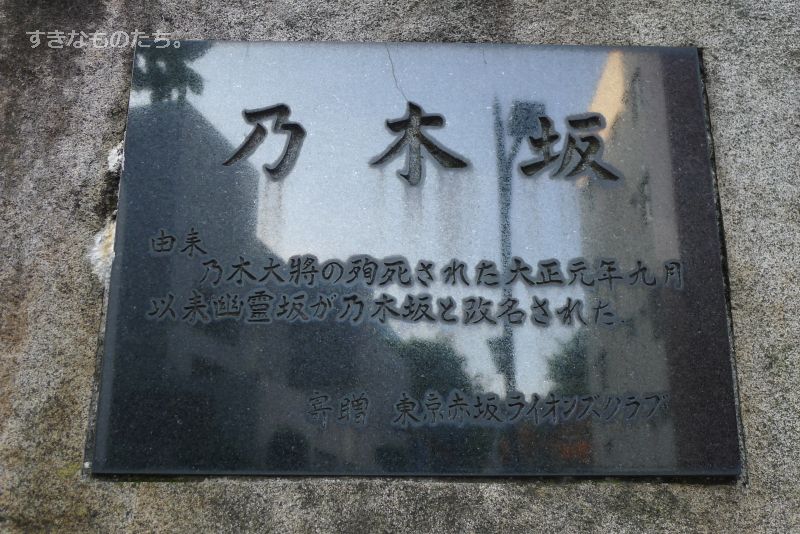 すきなものたち。
乃木坂
由来
乃木大將の殉死された大正元年九月
以来幽霊坂が乃木坂と改名された.
寄贈 東京赤坂ライオンズクラブ